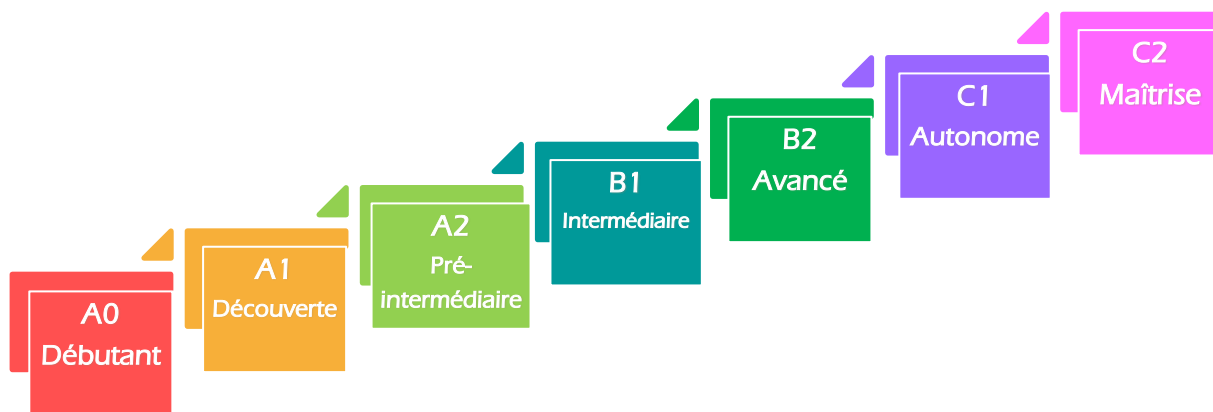 A0
Débutant
A1
Découverte
A2
Pré-
intermédiaire
B1
Intermédiaire
B2
Avancé
C1
Autonome
C2
Maîtrise